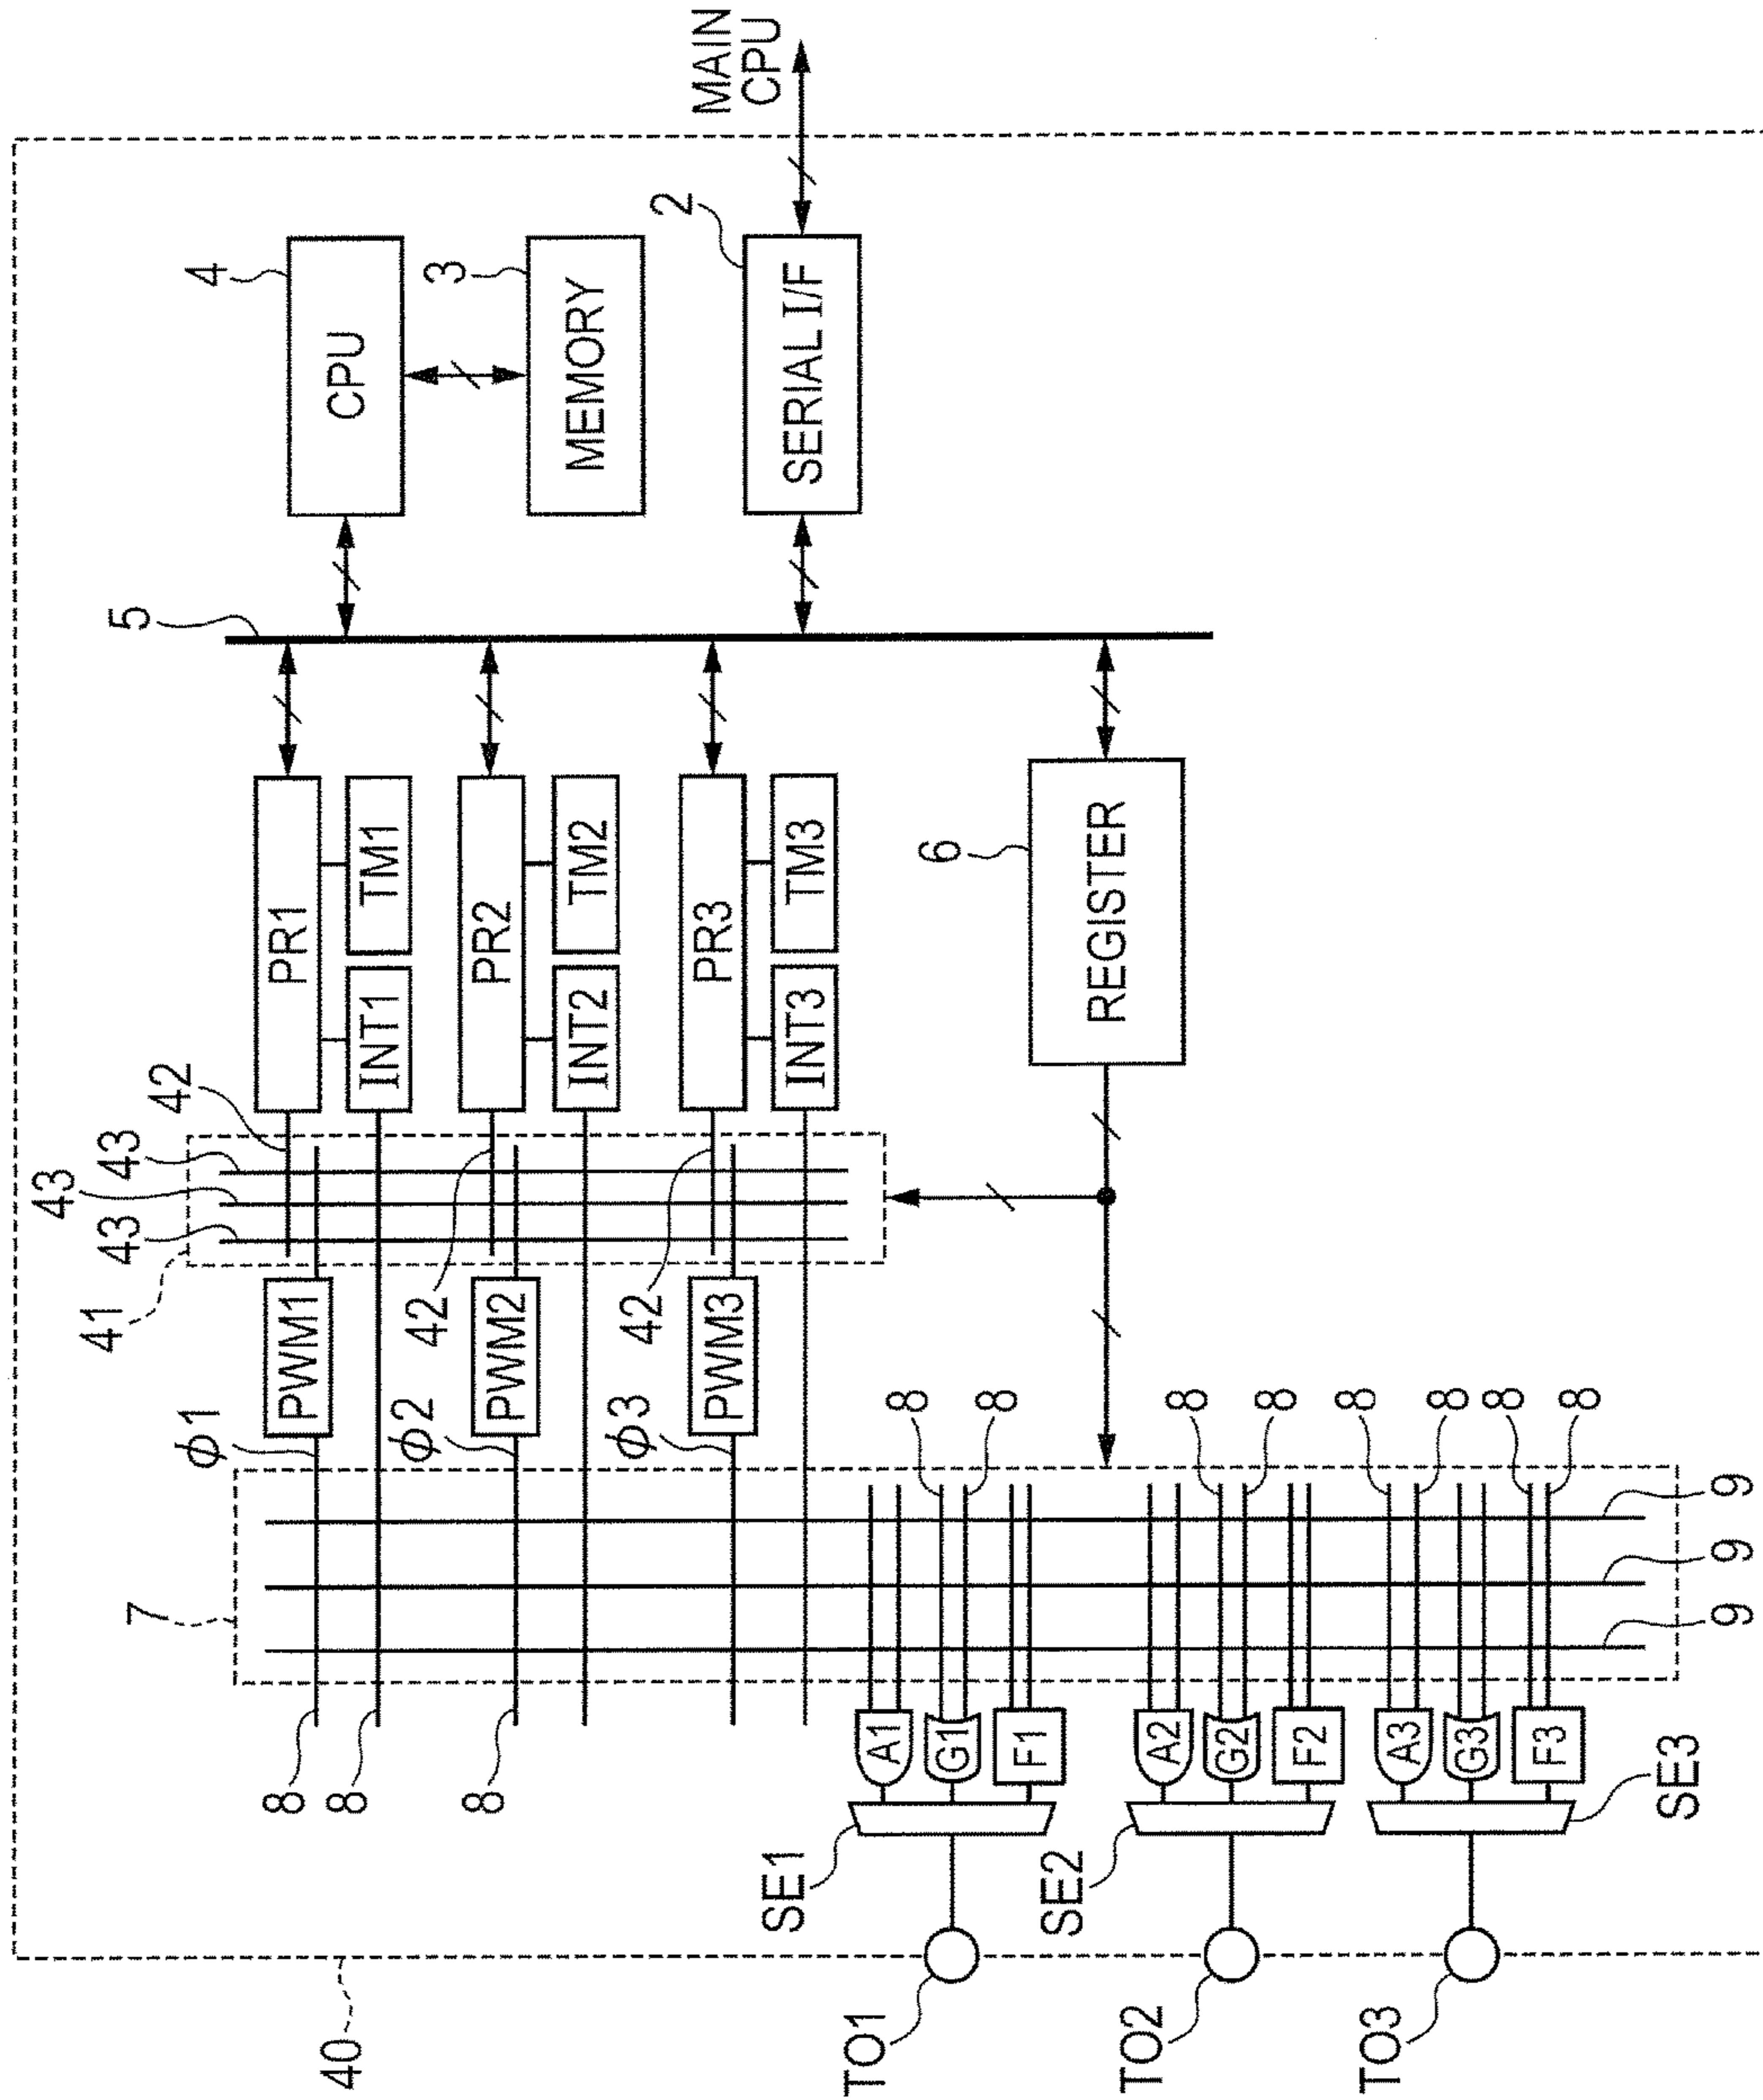 MAIN
CPU
4
CPU
3
MEMORY
2
SERIAL I/F
5
PR1
TM1
INT1
PR2
TM2
INT2
PR3
TM3
INT3
6
REGISTER
42
42
42
43
43
43
41
PWM1
PWM2
PWM3
ϕ1
ϕ2
ϕ3
7
8
8
8
8
8
8
8
8
8
8
8
9
9
9
A1
G1
F1
A2
G2
F2
A3
G3
F3
SE1
SE2
SE3
40
TO1
TO2
TO3